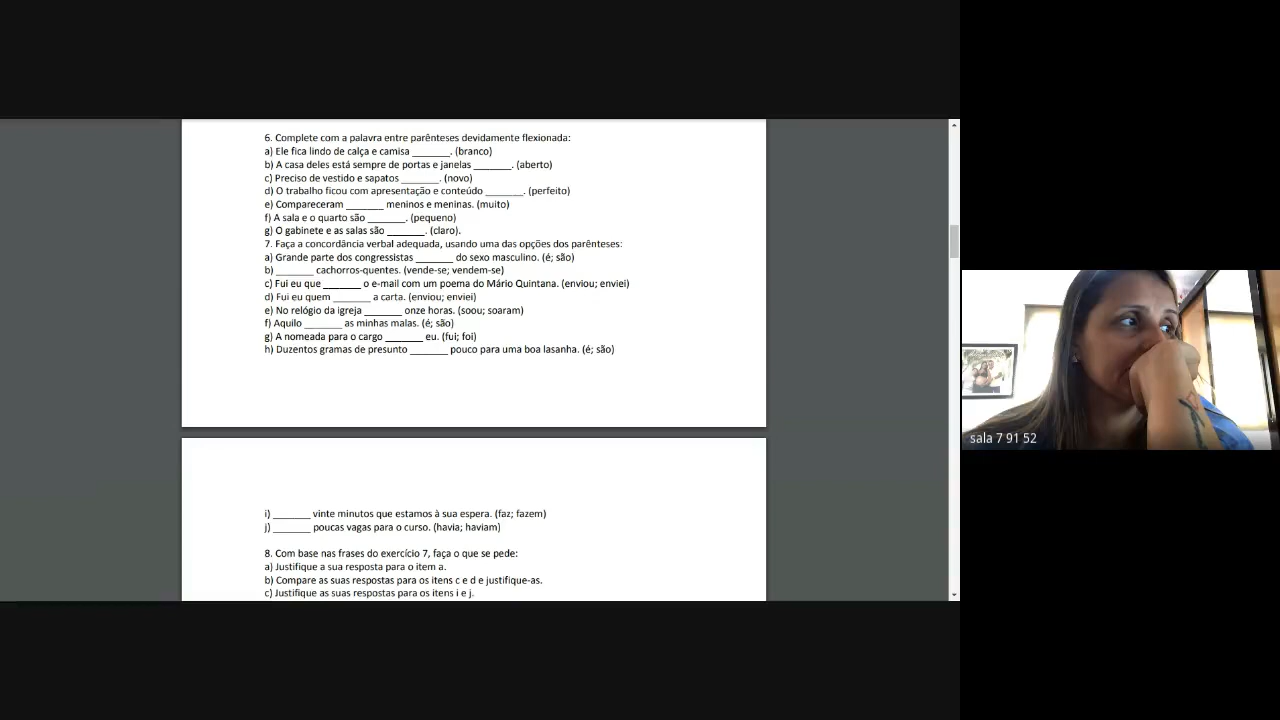 6. Complete com a palavra entre parênteses devidamente flexionada:
a) Ele fica lindo de calça e camisa _______. (branco)
b) A casa deles está sempre de portas e janelas _______. (aberto)
c) Preciso de vestido e sapatos _______. (novo)
d) O trabalho ficou com apresentação e conteúdo _______. (perfeito)
e) Compareceram _______ meninos e meninas. (muito)
f) A sala e o quarto são _______. (pequeno)
g) O gabinete e as salas são _______. (claro).
7. Faça a concordância verbal adequada, usando uma das opções dos parênteses:
a) Grande parte dos congressistas _______ do sexo masculino. (é; são)
b) _______ cachorros-quentes. (vende-se; vendem-se)
c) Fui eu que _______ o e-mail com um poema do Mário Quintana. (enviou; enviei)
d) Fui eu quem _______ a carta. (enviou; enviei)
e) No relógio da igreja _______ onze horas. (soou; soaram)
f) Aquilo _______ as minhas malas. (é; são)
g) A nomeada para o cargo _______ eu. (fui; foi)
h) Duzentos gramas de presunto _______ pouco para uma boa lasanha. (é; são)
i) _______ vinte minutos que estamos à sua espera. (faz; fazem)
j) _______ poucas vagas para o curso. (havia; haviam)
8. Com base nas frases do exercício 7, faça o que se pede:
a) Justifique a sua resposta para o item a.
b) Compare as suas respostas para os itens c e d e justifique-as.
c) Justifique as suas respostas para os itens i e j.
sala 7 91 52